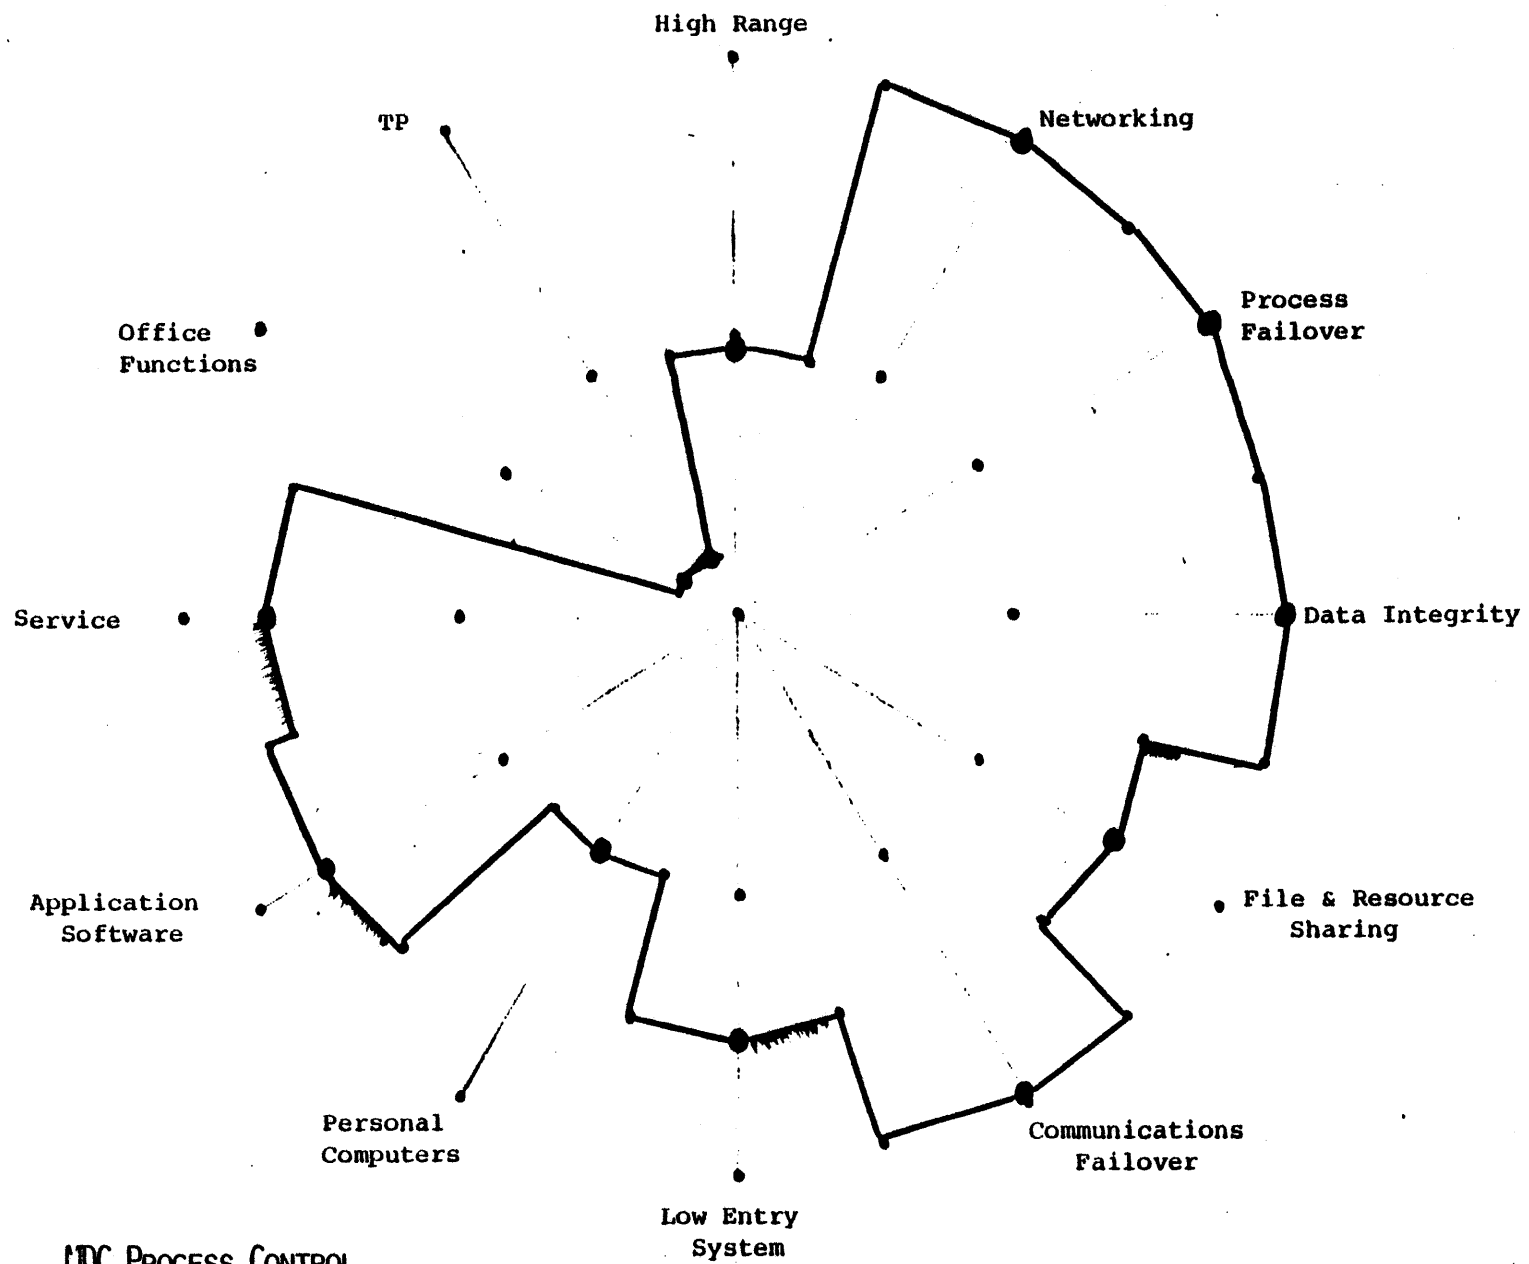 High Range
TP
Networking
Process
Failover
Office
Functions
Service
Data Integrity
Application
Software
File & Resource
Sharing
Personal
Computers
Communications
Failover
Low Entry
System
PROCESS CONTROL